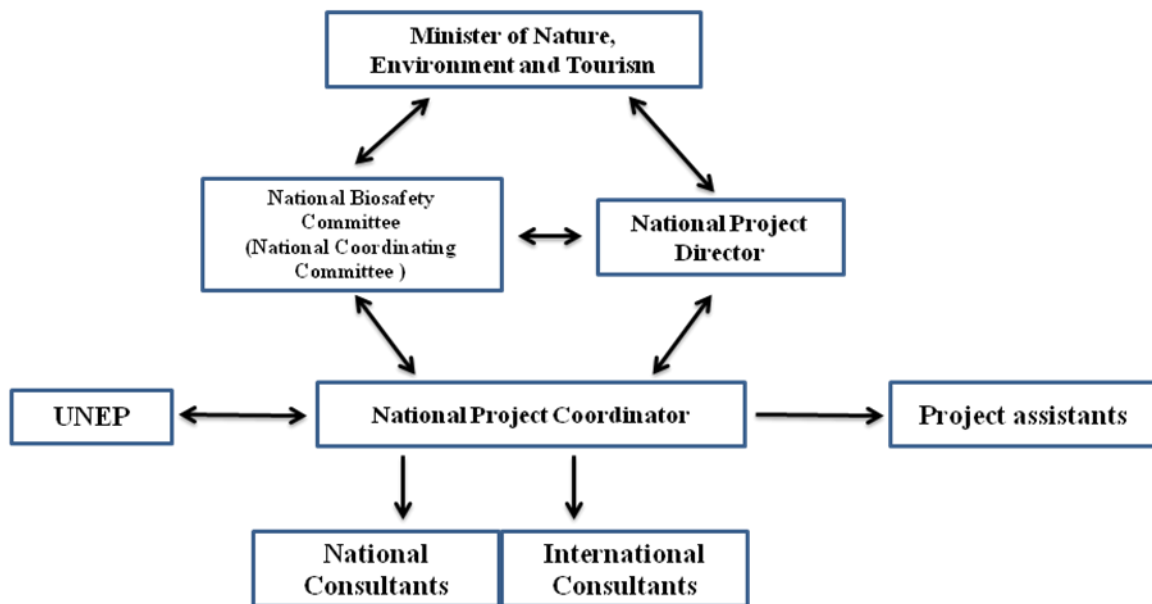 Minister of Nature,
Environment and Tourism
National Biosafety
Committee
(National Coordinating
Committee )
National Project
Director
UNEP
National Project Coordinator
Project assistants
National
Consultants
International
Consultants